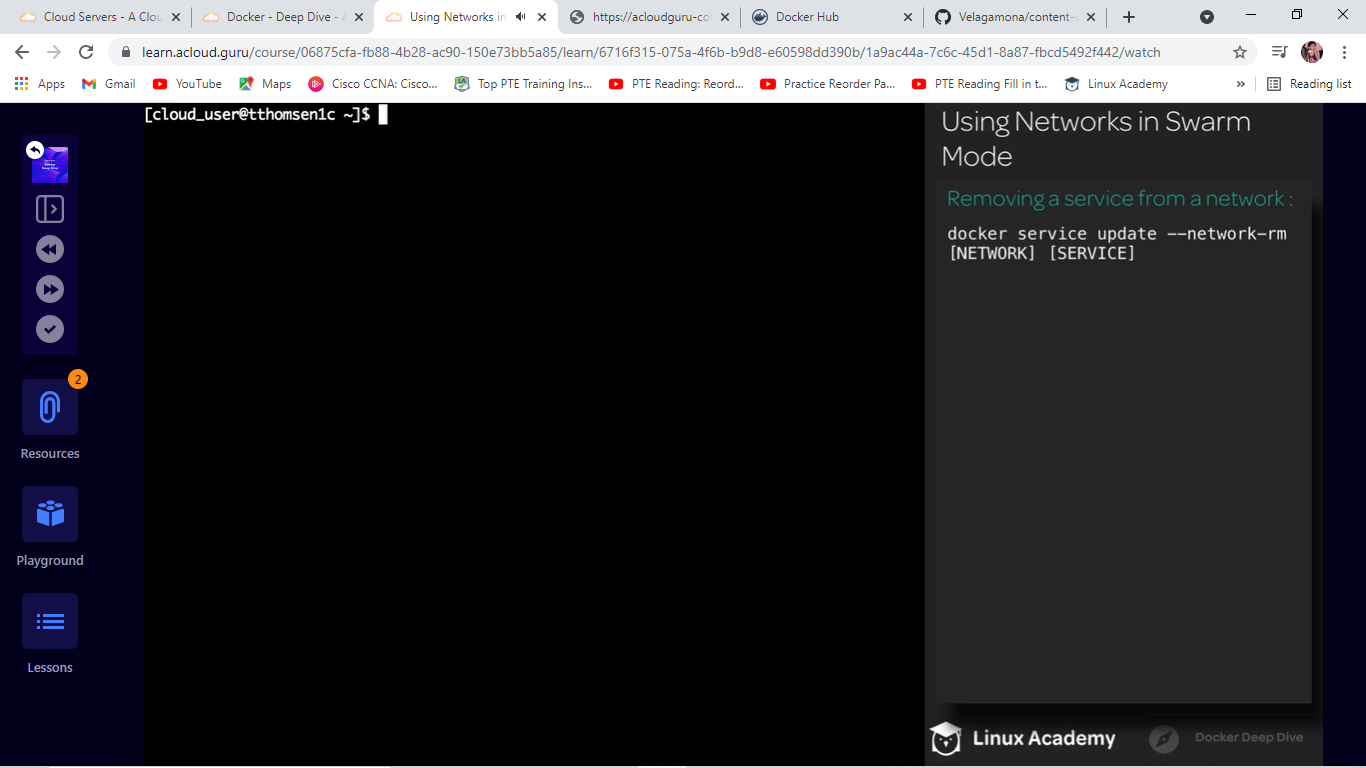 Cloud Servers - A Clou
Docker - Deep Dive - A
Using Networks in
https://acloudguru-co
Docker Hub
Velagamona/content-
learn.acloud.guru/course/06875cfa-fb88-4b28-ac90-150e73bb5a85/learn/6716f315-075a-4f6b-b9d8-e60598dd390b/1a9ac44a-7c6c-45d1-8a87-fbcd5492f442/watch
Apps
Gmail
YouTube
Maps
Cisco CCNA: Cisco...
Top PTE Training Ins...
PTE Reading: Reord...
Practice Reorder Pa...
PTE Reading Fill in t...
Linux Academy
»
Reading list
[cloud_user@tthomsen1c ~]$
Docker
Deep Dive
2
Resources
Playground
Lessons
Using Networks in Swarm
Mode
Removing a service from a network :
docker service update --network-rm
[NETWORK] [SERVICE]
Linux Academy
Docker Deep Dive